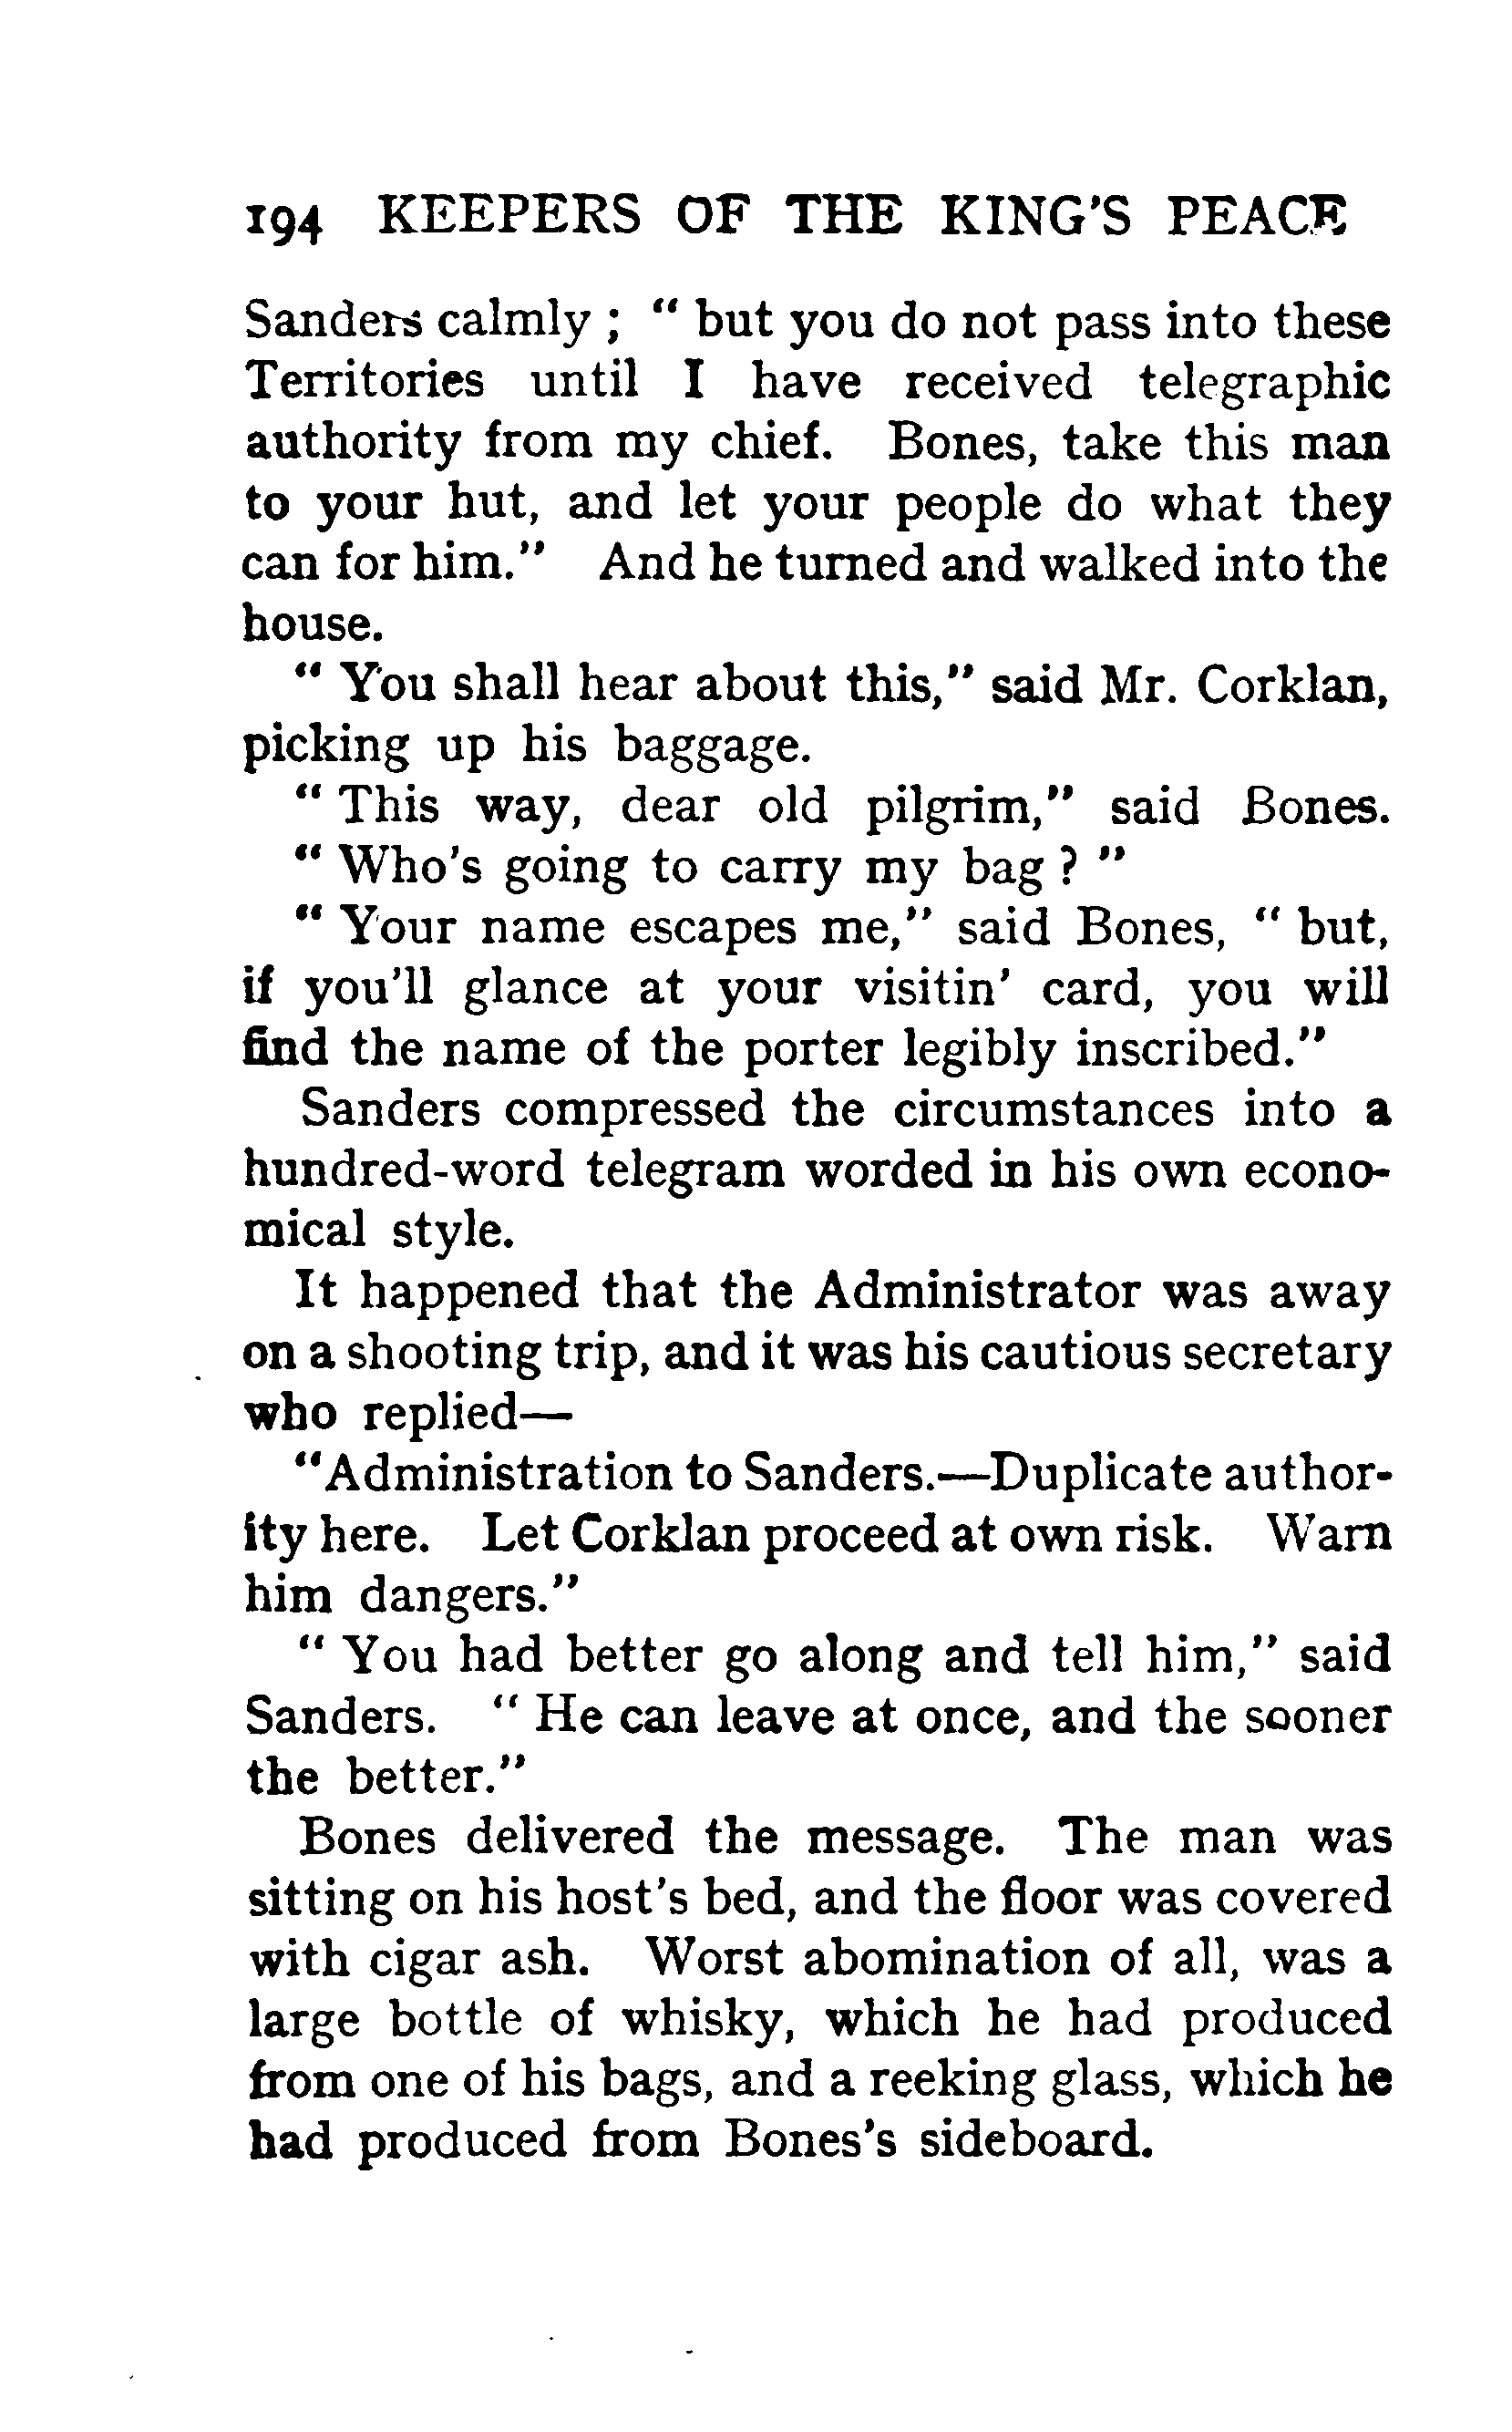 194 KEEPERS OF THE KING'S PEACE
Sanders calmly ; " but you do not pass into these
Territories until I have received telegraphic
authority from my chief. Bones, take this man
to your hut, and let your people do what they
can for him." And he turned and walked into the
house.
" You shall hear about this," said Mr. Corklan,
picking up his baggage.
" This way, dear old pilgrim," said Bones.
" Who's going to carry my bag ? "
" Your name escapes me," said Bones, " but,
if you'll glance at your visitin' card, you will
find the name of the porter legibly inscribed."
Sanders compressed the circumstances into a
hundred-word telegram worded in his own econo-
mical style.
It happened that the Administrator was away
on a shooting trip, and it was his cautious secretary
who replied—
"Administration to Sanders.—Duplicate author-
ity here. Let Corklan proceed at own risk. Warn
him dangers."
" You had better go along and tell him," said
Sanders. " He can leave at once, and the sooner
the better."
Bones delivered the message. The man was
sitting on his host's bed, and the floor was covered
with cigar ash. Worst abomination of all, was a
large bottle of whisky, which he had produced
from one of his bags, and a reeking glass, which he
had produced from Bones's sideboard.